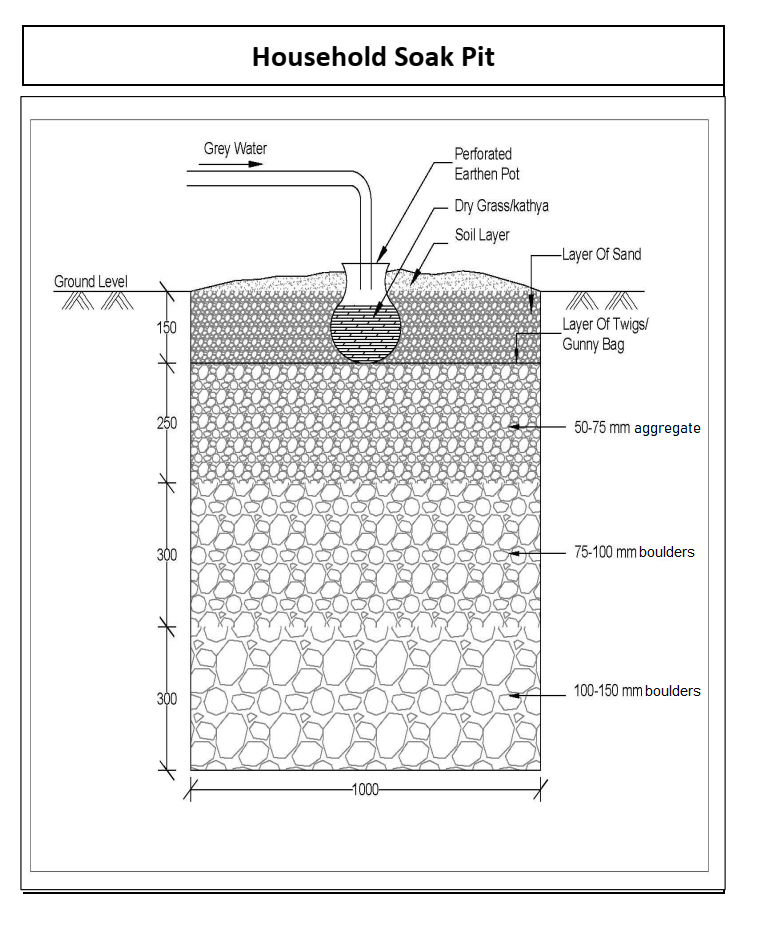 Household Soak Pit
Grey Water
Perforated
Earthen Pot
Dry Grass/kathya
Soil Layer
Layer Of Sand
Ground Level
150
Layer Of Twigs/
Gunny Bag
250
50-75 mm aggregate
300
75-100 mm boulders
300
100-150 mm boulders
1000